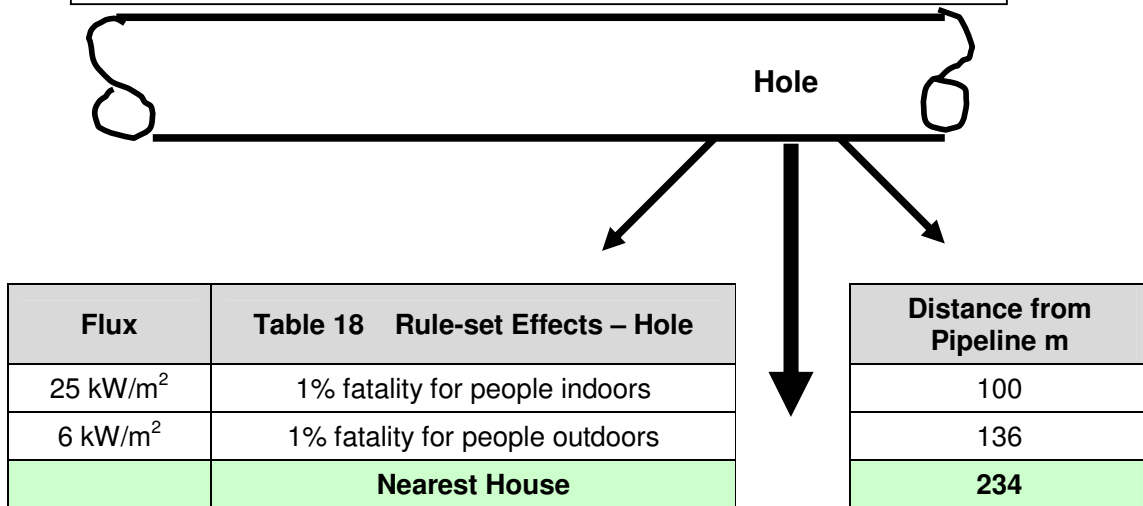 Hole
Flux Table 18 Rule-set Effects – Hole Distance from
Pipeline m
25 kW/m² 1% fatality for people indoors 100
6 kW/m² 1% fatality for people outdoors 136
Nearest House 234